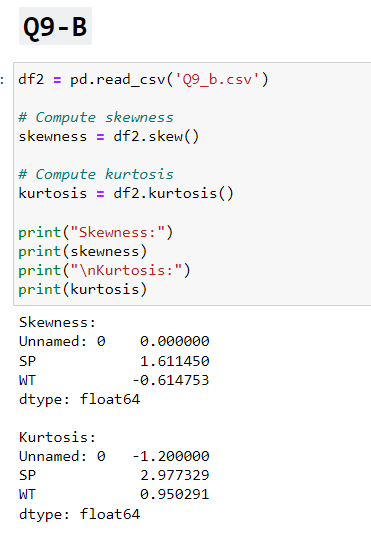 Q9-B
: df2 = pd.read_csv('Q9_b.csv')
# Compute skewness
skewness = df2.skew()
# Compute kurtosis
kurtosis = df2.kurtosis()
print("Skewness:")
print(skewness)
print("\nKurtosis:")
print(kurtosis)
Skewness:
Unnamed: 0    0.000000
SP            1.611450
WT           -0.614753
dtype: float64
Kurtosis:
Unnamed: 0   -1.200000
SP            2.977329
WT            0.950291
dtype: float64